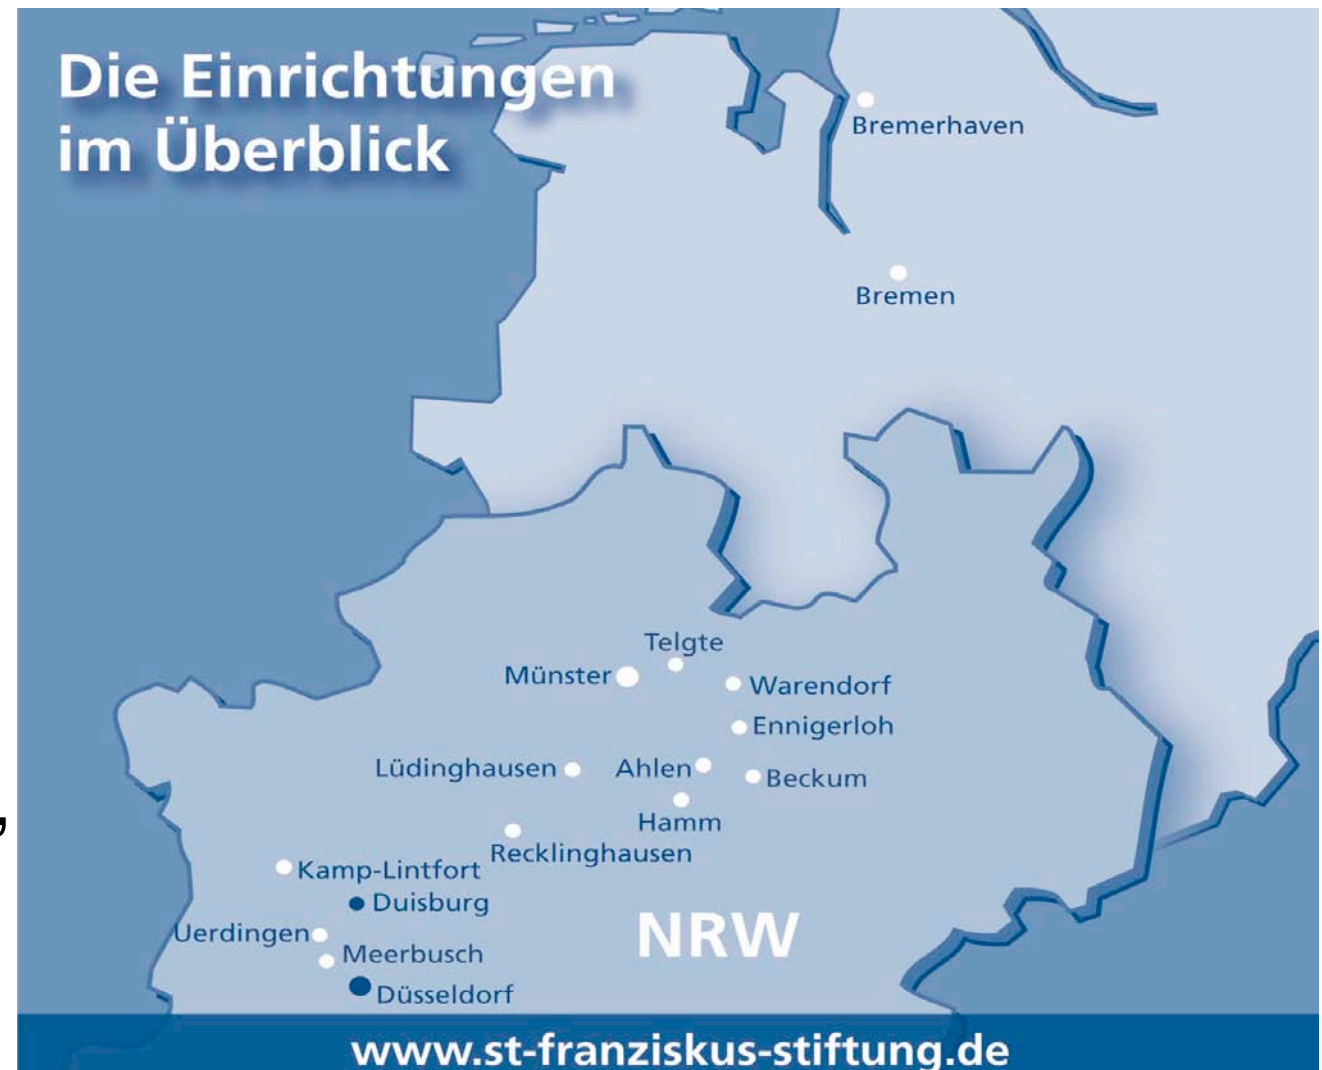 Die Einrichtungen
im Überblick
Bremerhaven
Bremen
Telgte
Münster
Warendorf
Ennigerloh
Lüdinghausen
Ahlen
Beckum
Hamm
Recklinghausen
Kamp-Lintfort
Duisburg
Uerdingen
NRW
Meerbusch
Düsseldorf
www.st-franziskus-stiftung.de
,